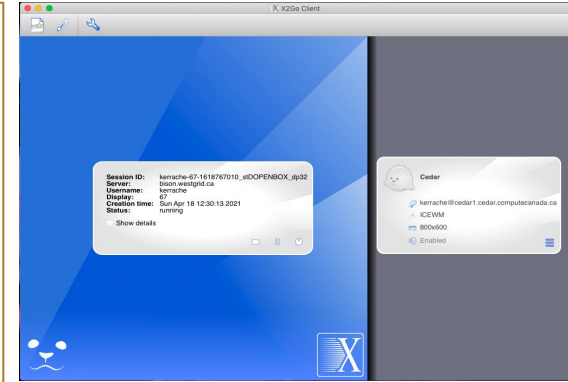 X2Go Client
Session ID: kerrache-67-1618767010_stDOPENBOX_dp32
Server: bison.westgrid.ca
Username: kerrache
Display: 67
Creation time: Sun Apr 18 12:30:13 2021
Status: running
Show details
X
Cedar
kerrache@cedar1.cedar.computecanada.ca
ICEWM
800x600
Enabled